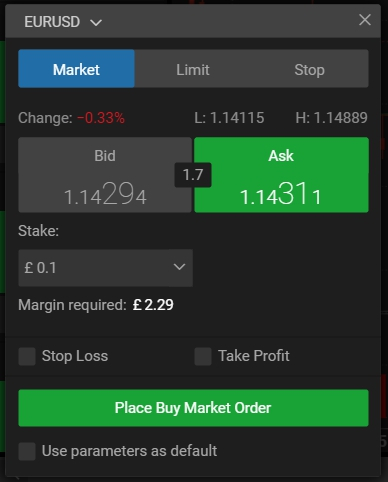 EURUSD
Market Limit Stop
Change: −0.33% L: 1.14115 H: 1.14889
Bid Ask
1.7
1.14294 1.14311
Stake:
£ 0.1
Margin required: £ 2.29
Stop Loss Take Profit
Place Buy Market Order
Use parameters as default